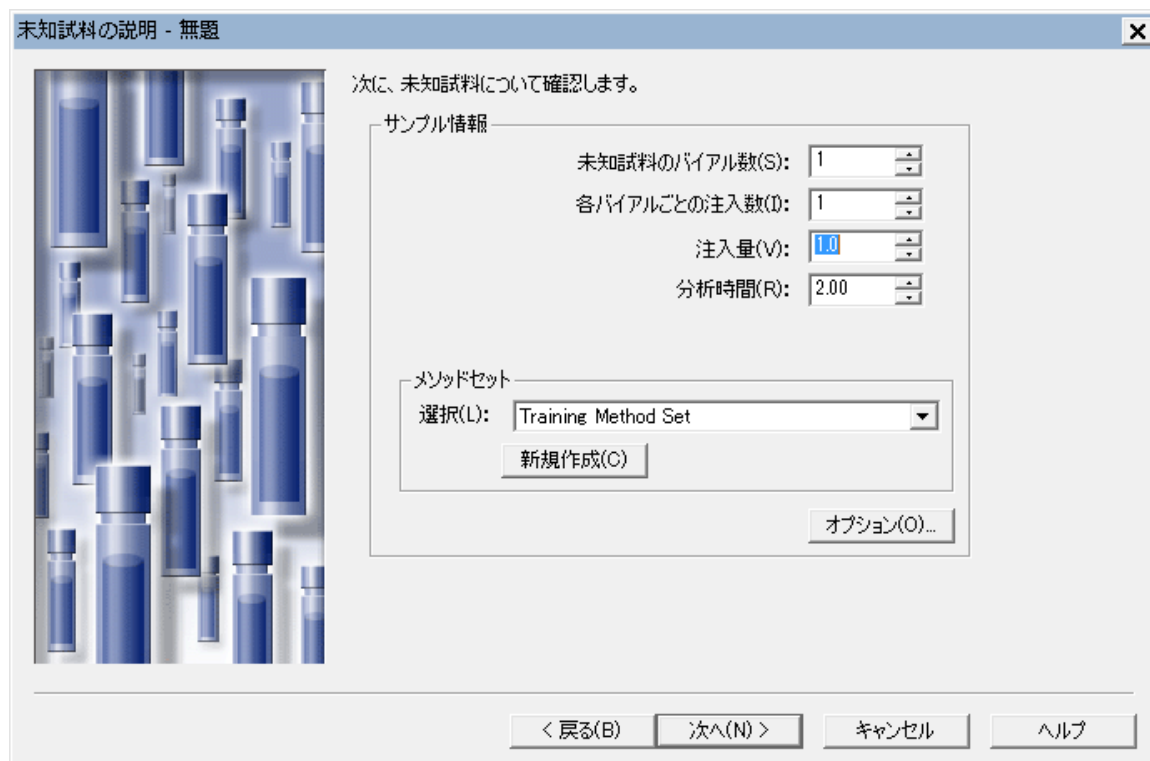 未知試料の説明 - 無題
次に、未知試料について確認します。
サンプル情報
未知試料のバイアル数(S): 1
各バイアルごとの注入数(I): 1
注入量(V): 1.0
分析時間(R): 2.00
メソッドセット
選択(L): Training Method Set
新規作成(C)
オプション(O)...
< 戻る(B) 次へ(N) > キャンセル ヘルプ